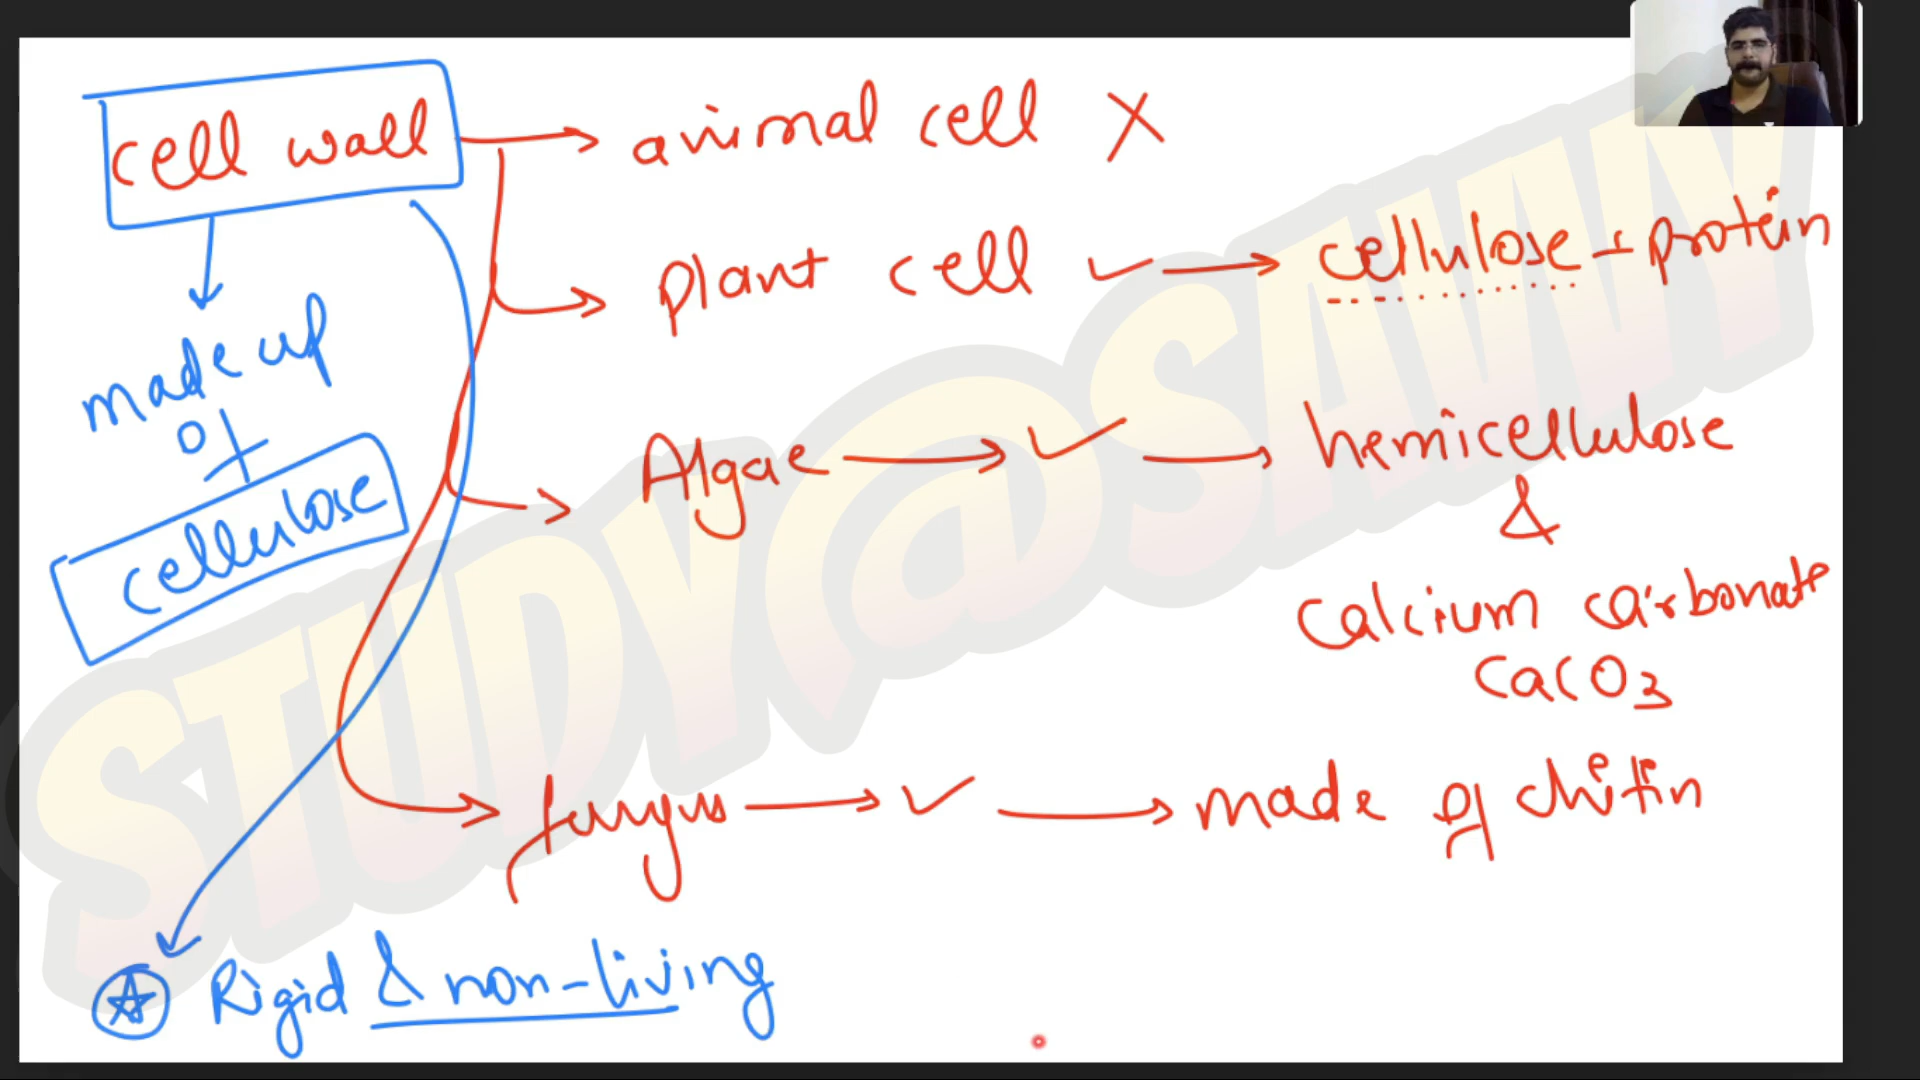 cell wall → animal cell X
plant cell ✓ → cellulose + protein
made up
of
cellulose
Algae → ✓ → hemicellulose
&
Calcium carbonate
CaCO3
fungus → ✓ → made of chitin
Rigid & non-living
STUDY@SAVVY